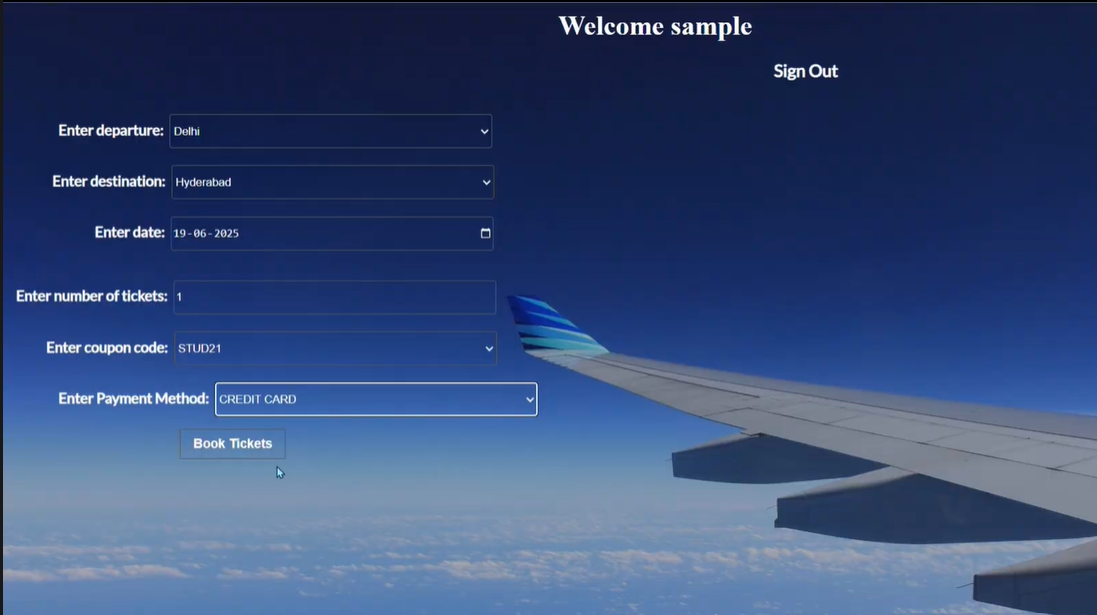 Welcome sample
Sign Out
Enter departure: Delhi
Enter destination: Hyderabad
Enter date: 19-06-2025
Enter number of tickets: 1
Enter coupon code: STUD21
Enter Payment Method: CREDIT CARD
Book Tickets